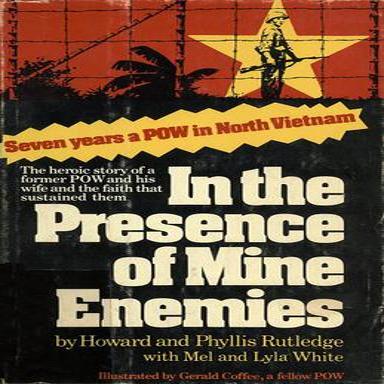 Seven years a POW in North Vietnam
The heroic story of a
former POW and his
wife and the faith that
sustained them
In the
Presence
of Mine
Enemies
by Howard and Phyllis Rutledge
with Mel and Lyla White
Illustrated by Gerald Coffee, a fellow POW